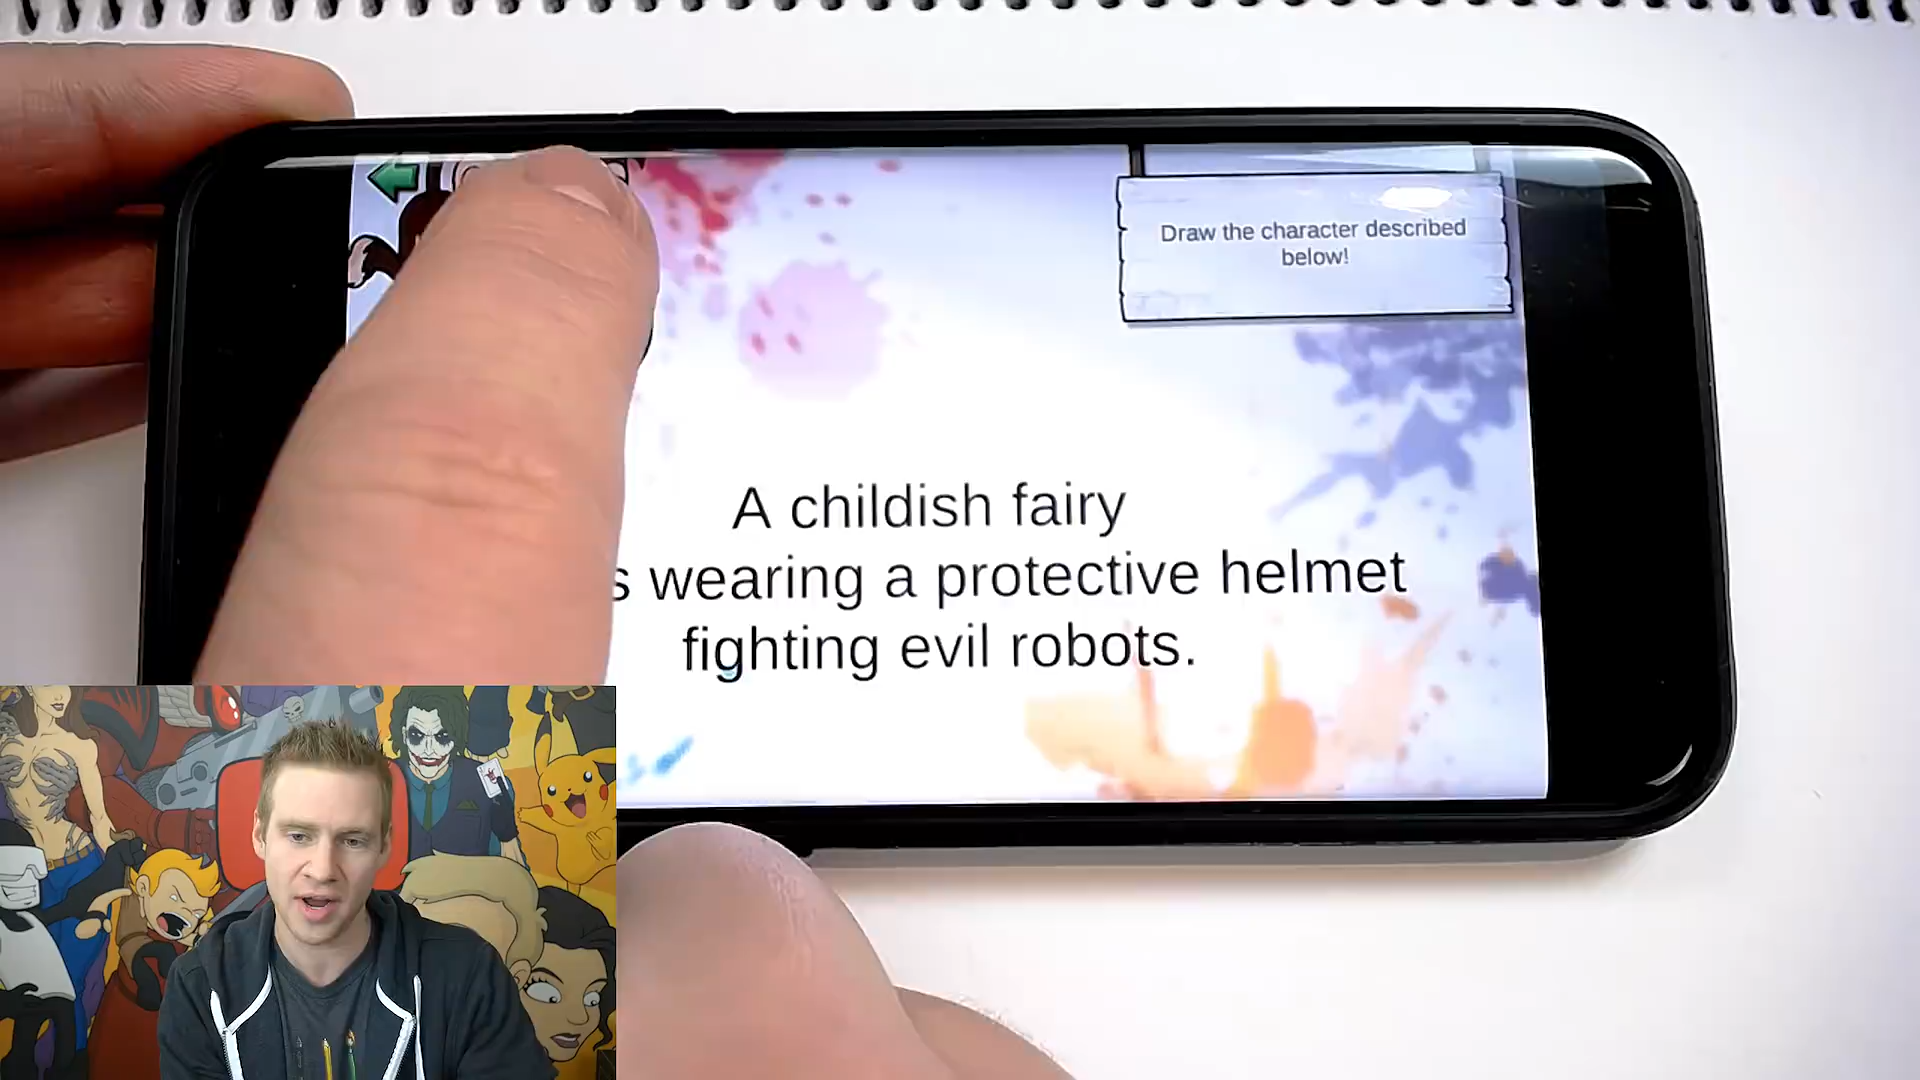 Draw the character described
below!
A childish fairy
wearing a protective helmet
fighting evil robots.